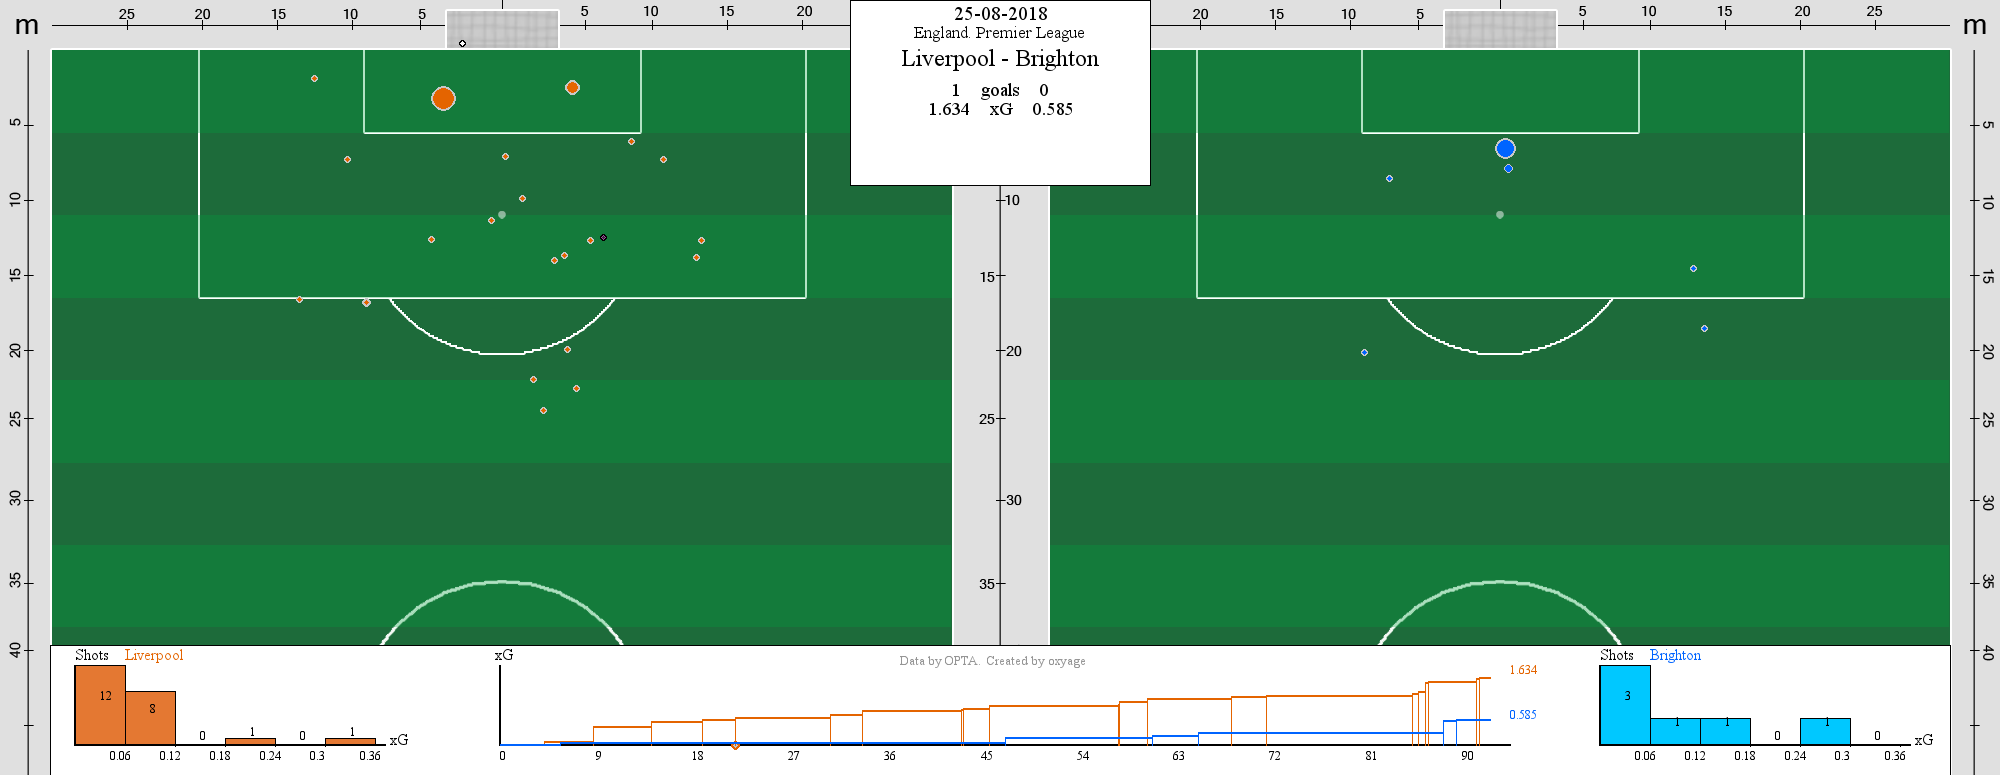 m
25 20 15 10 5 5 10 15 20
25-08-2018
England. Premier League
Liverpool - Brighton
1 goals 0
1.634 xG 0.585
20 15 10 5 5 10 15 20 25
m
5
10
15
20
25
30
35
40
10
15
20
25
30
35
5
10
15
20
25
30
35
40
Shots Liverpool
12
8
0
1
0
1
xG
0.06 0.12 0.18 0.24 0.3 0.36
xG
Data by OPTA. Created by oxyage
1.634
0.585
0 9 18 27 36 45 54 63 72 81 90
Shots Brighton
3
1
1
0
1
0
xG
0.06 0.12 0.18 0.24 0.3 0.36